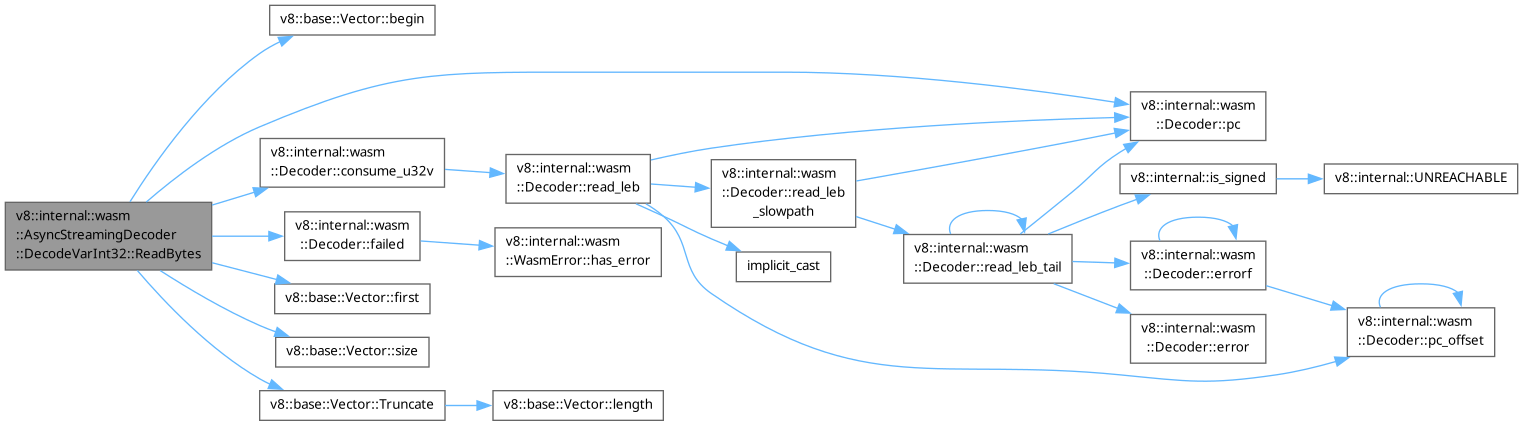 v8::internal::wasm
::AsyncStreamingDecoder
::DecodeVarInt32::ReadBytes
v8::base::Vector::begin
v8::internal::wasm
::Decoder::consume_u32v
v8::internal::wasm
::Decoder::failed
v8::base::Vector::first
v8::base::Vector::size
v8::base::Vector::Truncate
v8::internal::wasm
::Decoder::read_leb
v8::internal::wasm
::WasmError::has_error
v8::base::Vector::length
v8::internal::wasm
::Decoder::read_leb
_slowpath
implicit_cast
v8::internal::wasm
::Decoder::read_leb_tail
v8::internal::wasm
::Decoder::pc
v8::internal::is_signed
v8::internal::wasm
::Decoder::errorf
v8::internal::wasm
::Decoder::error
v8::internal::UNREACHABLE
v8::internal::wasm
::Decoder::pc_offset